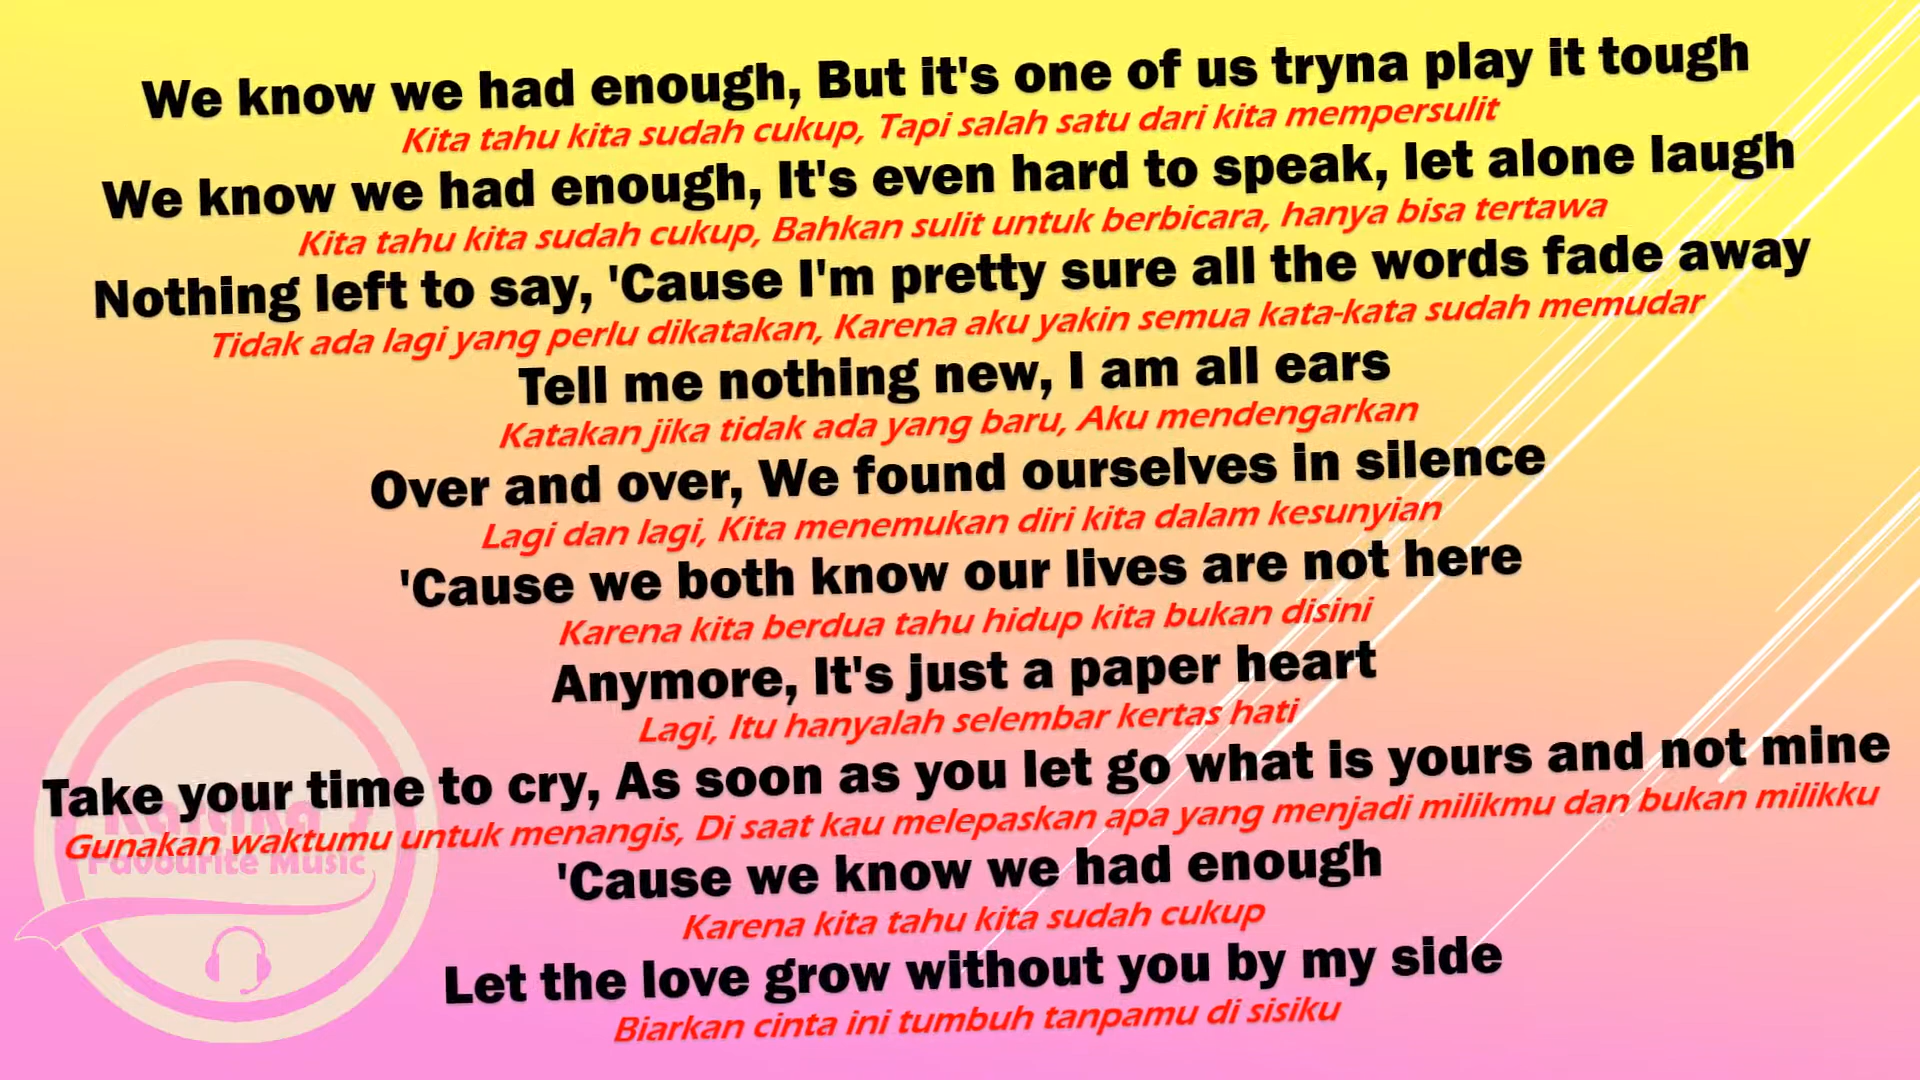 We know we had enough, But it's one of us tryna play it tough
Kita tahu kita sudah cukup, Tapi salah satu dari kita mempersulit
We know we had enough, It's even hard to speak, let alone laugh
Kita tahu kita sudah cukup, Bahkan sulit untuk berbicara, hanya bisa tertawa
Nothing left to say, 'Cause I'm pretty sure all the words fade away
Tidak ada lagi yang perlu dikatakan, Karena aku yakin semua kata-kata sudah memudar
Tell me nothing new, I am all ears
Katakan jika tidak ada yang baru, Aku mendengarkan
Over and over, We found ourselves in silence
Lagi dan lagi, Kita menemukan diri kita dalam kesunyian
'Cause we both know our lives are not here
Karena kita berdua tahu hidup kita bukan disini
Anymore, It's just a paper heart
Lagi, Itu hanyalah selembar kertas hati
Take your time to cry, As soon as you let go what is yours and not mine
Gunakan waktumu untuk menangis, Di saat kau melepaskan apa yang menjadi milikmu dan bukan milikku
Favourite Music
'Cause we know we had enough
Karena kita tahu kita sudah cukup
Let the love grow without you by my side
Biarkan cinta ini tumbuh tanpamu di sisiku